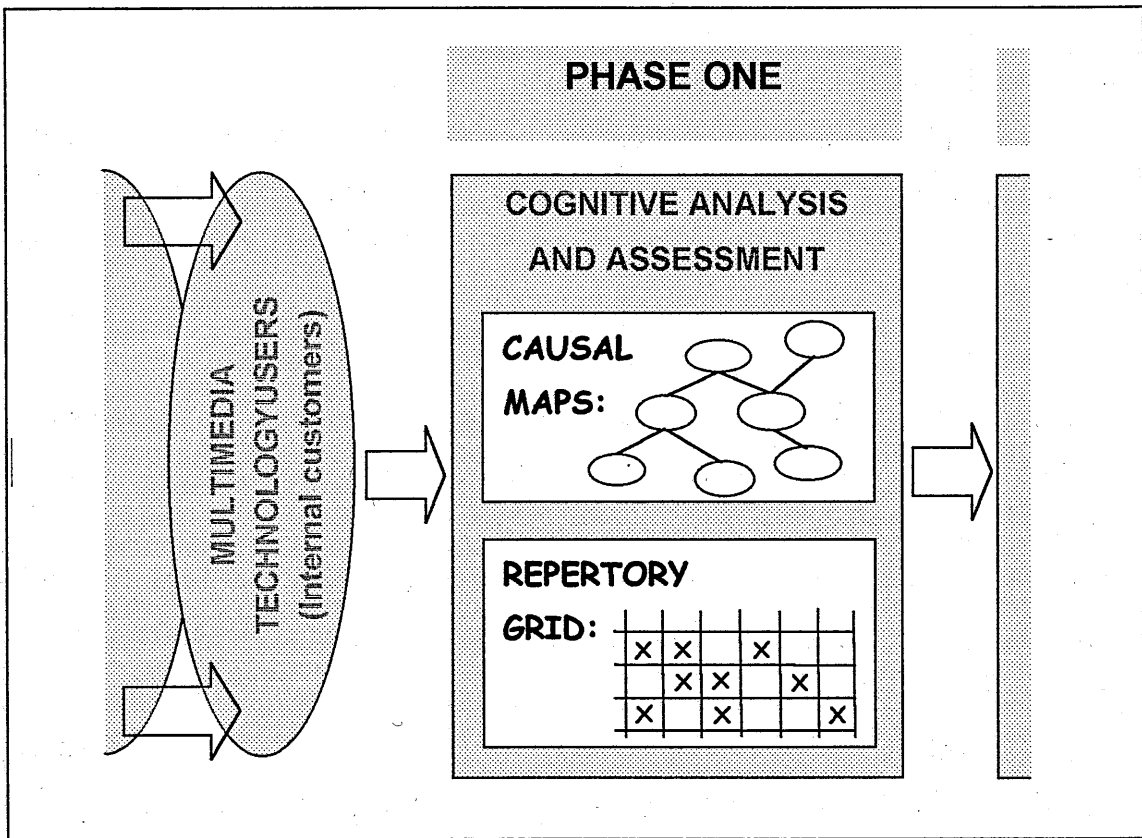 PHASE ONE
MULTIMEDIA
TECHNOLOGYUSERS
(Internal customers)
COGNITIVE ANALYSIS
AND ASSESSMENT
CAUSAL
MAPS:
REPERTORY
GRID:
X X X
X X X
X X X